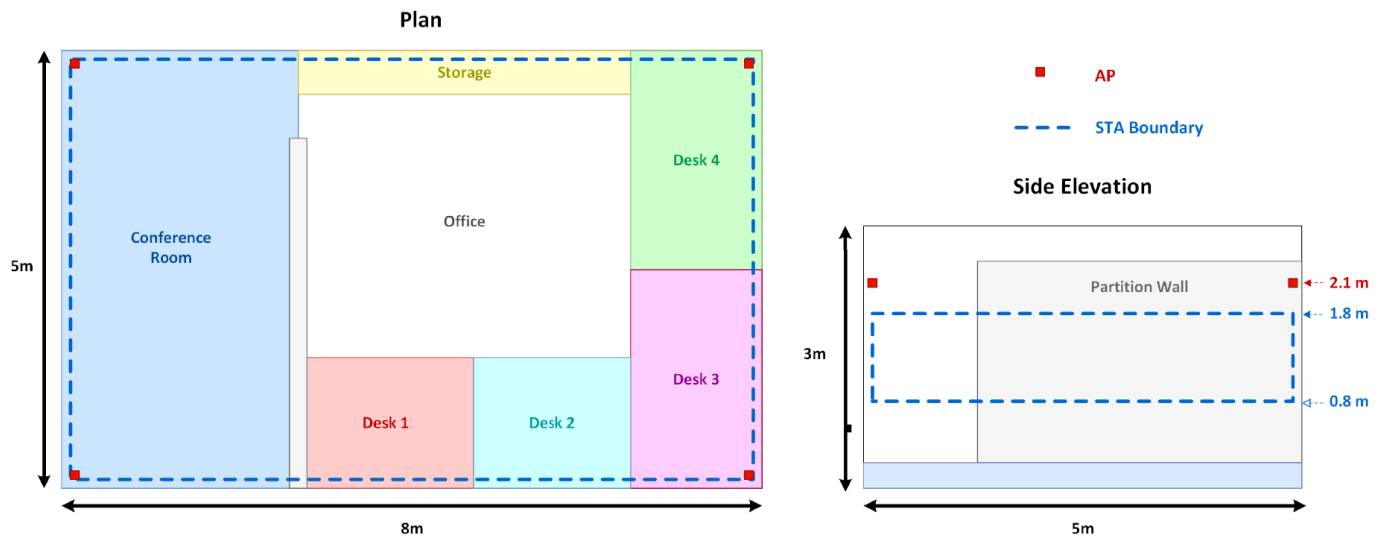 Plan
Storage
Desk 4
Office
Conference
Room
5m
Desk 3
Desk 1
Desk 2
8m
AP
STA Boundary
Side Elevation
Partition Wall
2.1 m
1.8 m
3m
0.8 m
5m